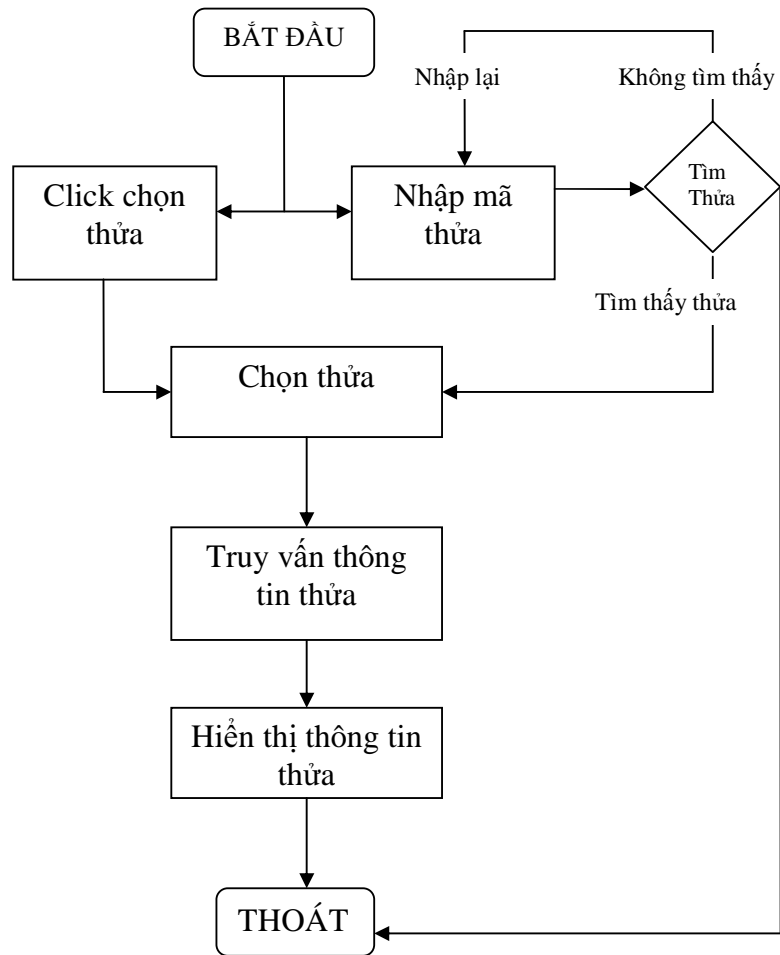 BẮT ĐẦU
Nhập lại
Không tìm thấy
Click chọn
thửa
Nhập mã
thửa
Tìm
Thửa
Tìm thấy thửa
Chọn thửa
Truy vấn thông
tin thửa
Hiển thị thông tin
thửa
THOÁT